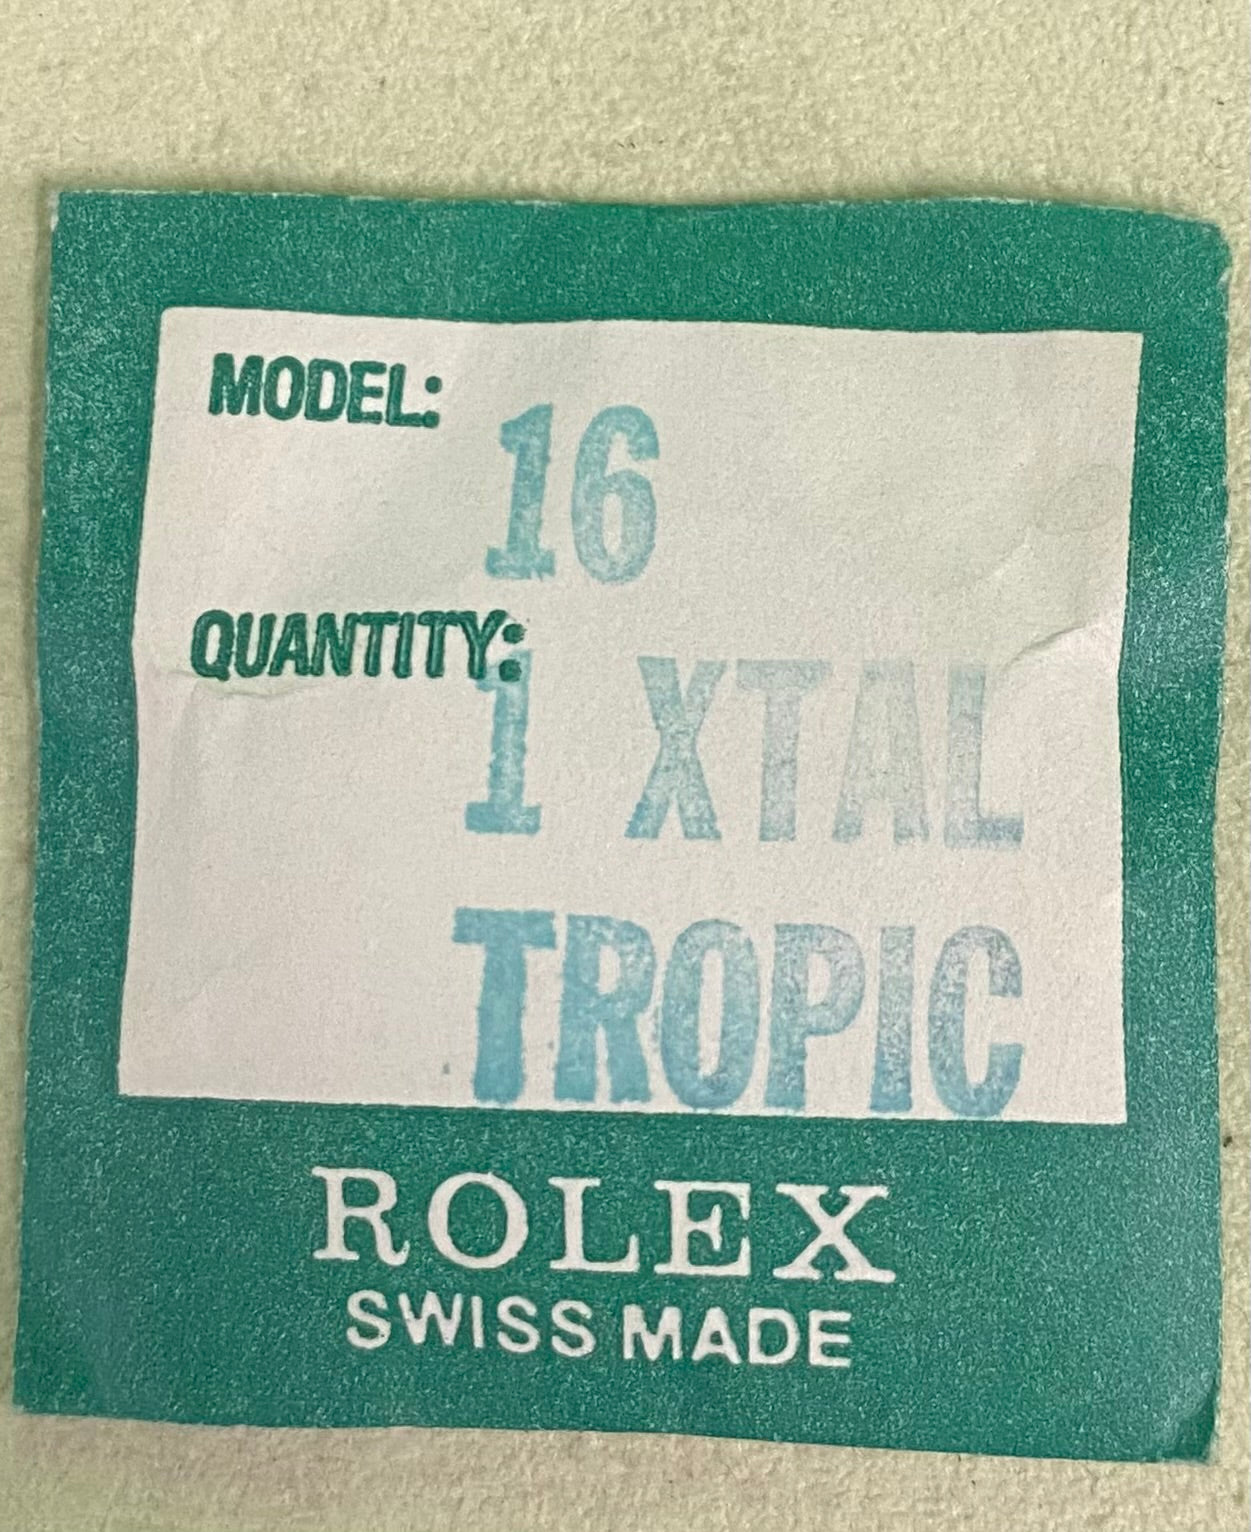 MODEL: 16
QUANTITY: 1 XTAL
TROPIC
ROLEX
SWISS MADE